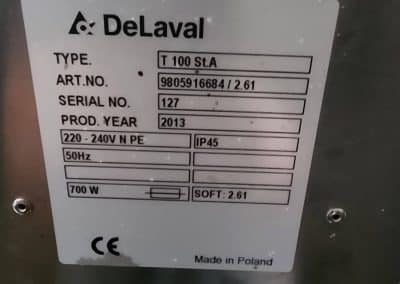 DeLaval
TYPE. T 100 St.A
ART.NO. 9805916684 / 2.61
SERIAL NO. 127
PROD. YEAR 2013
220 - 240V N PE IP45
50Hz
700 W SOFT: 2.61
CE Made in Poland